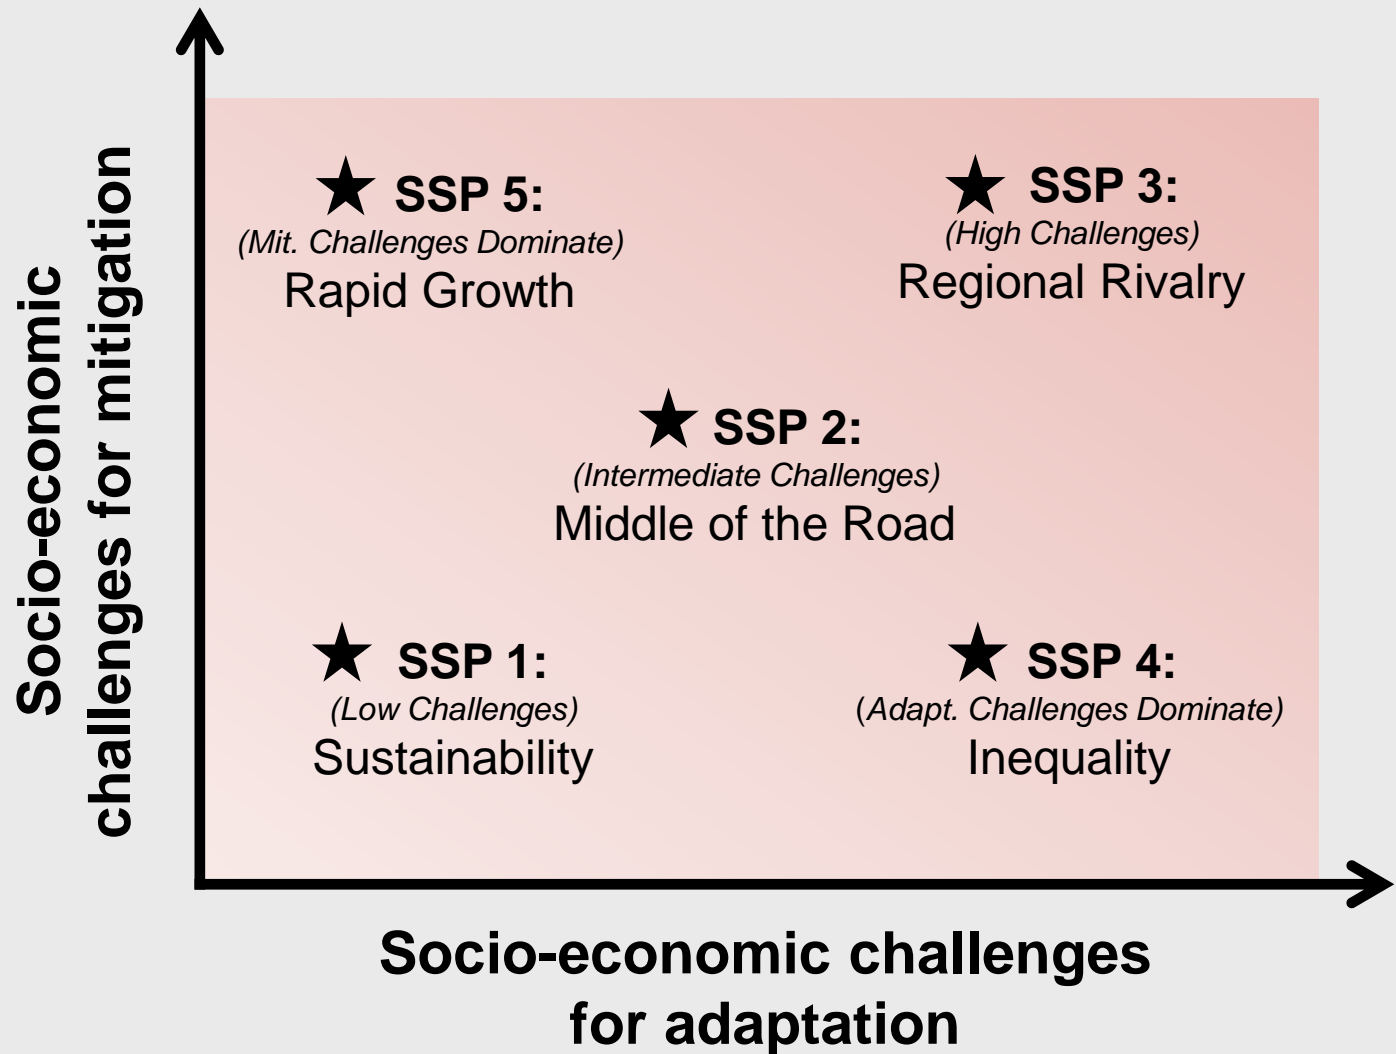 Socio-economic
challenges for mitigation
SSP 5:
(Mit. Challenges Dominate)
Rapid Growth
SSP 3:
(High Challenges)
Regional Rivalry
SSP 2:
(Intermediate Challenges)
Middle of the Road
SSP 1:
(Low Challenges)
Sustainability
SSP 4:
(Adapt. Challenges Dominate)
Inequality
Socio-economic challenges
for adaptation